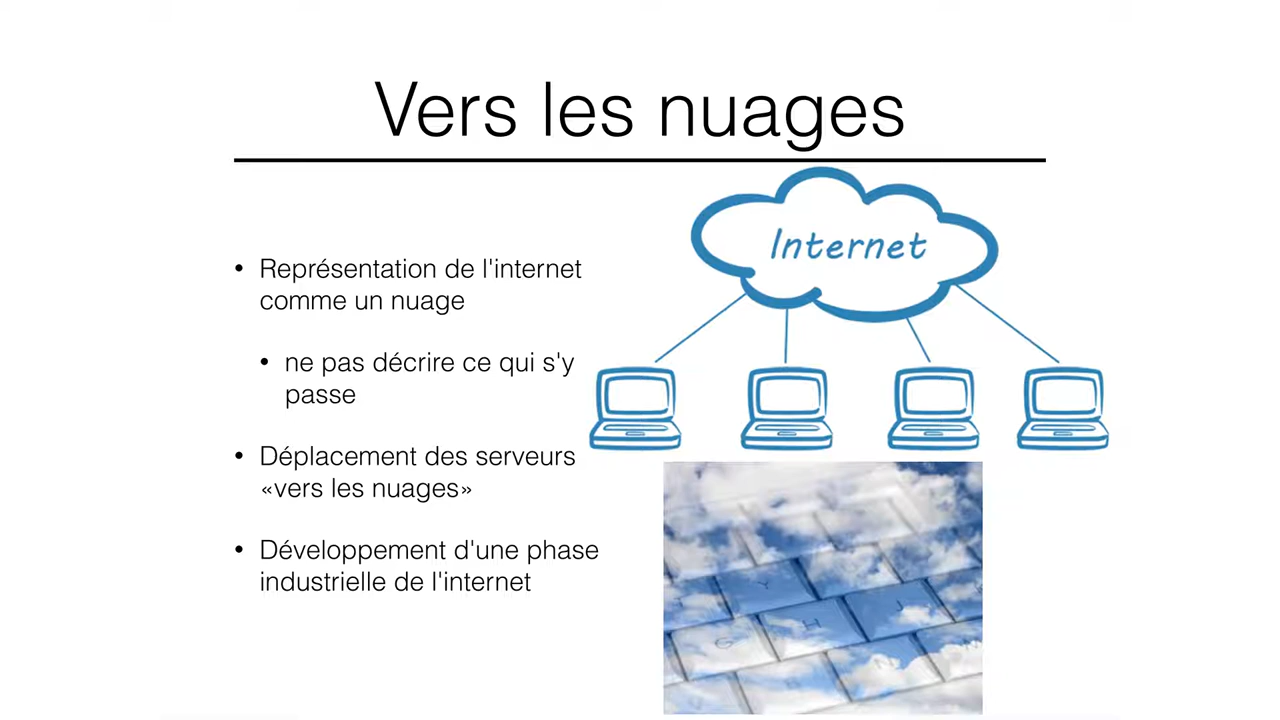 Vers les nuages
Internet
• Représentation de l'internet
comme un nuage
• ne pas décrire ce qui s'y
passe
• Déplacement des serveurs
«vers les nuages»
• Développement d'une phase
industrielle de l'internet
Y
H
J
G
N